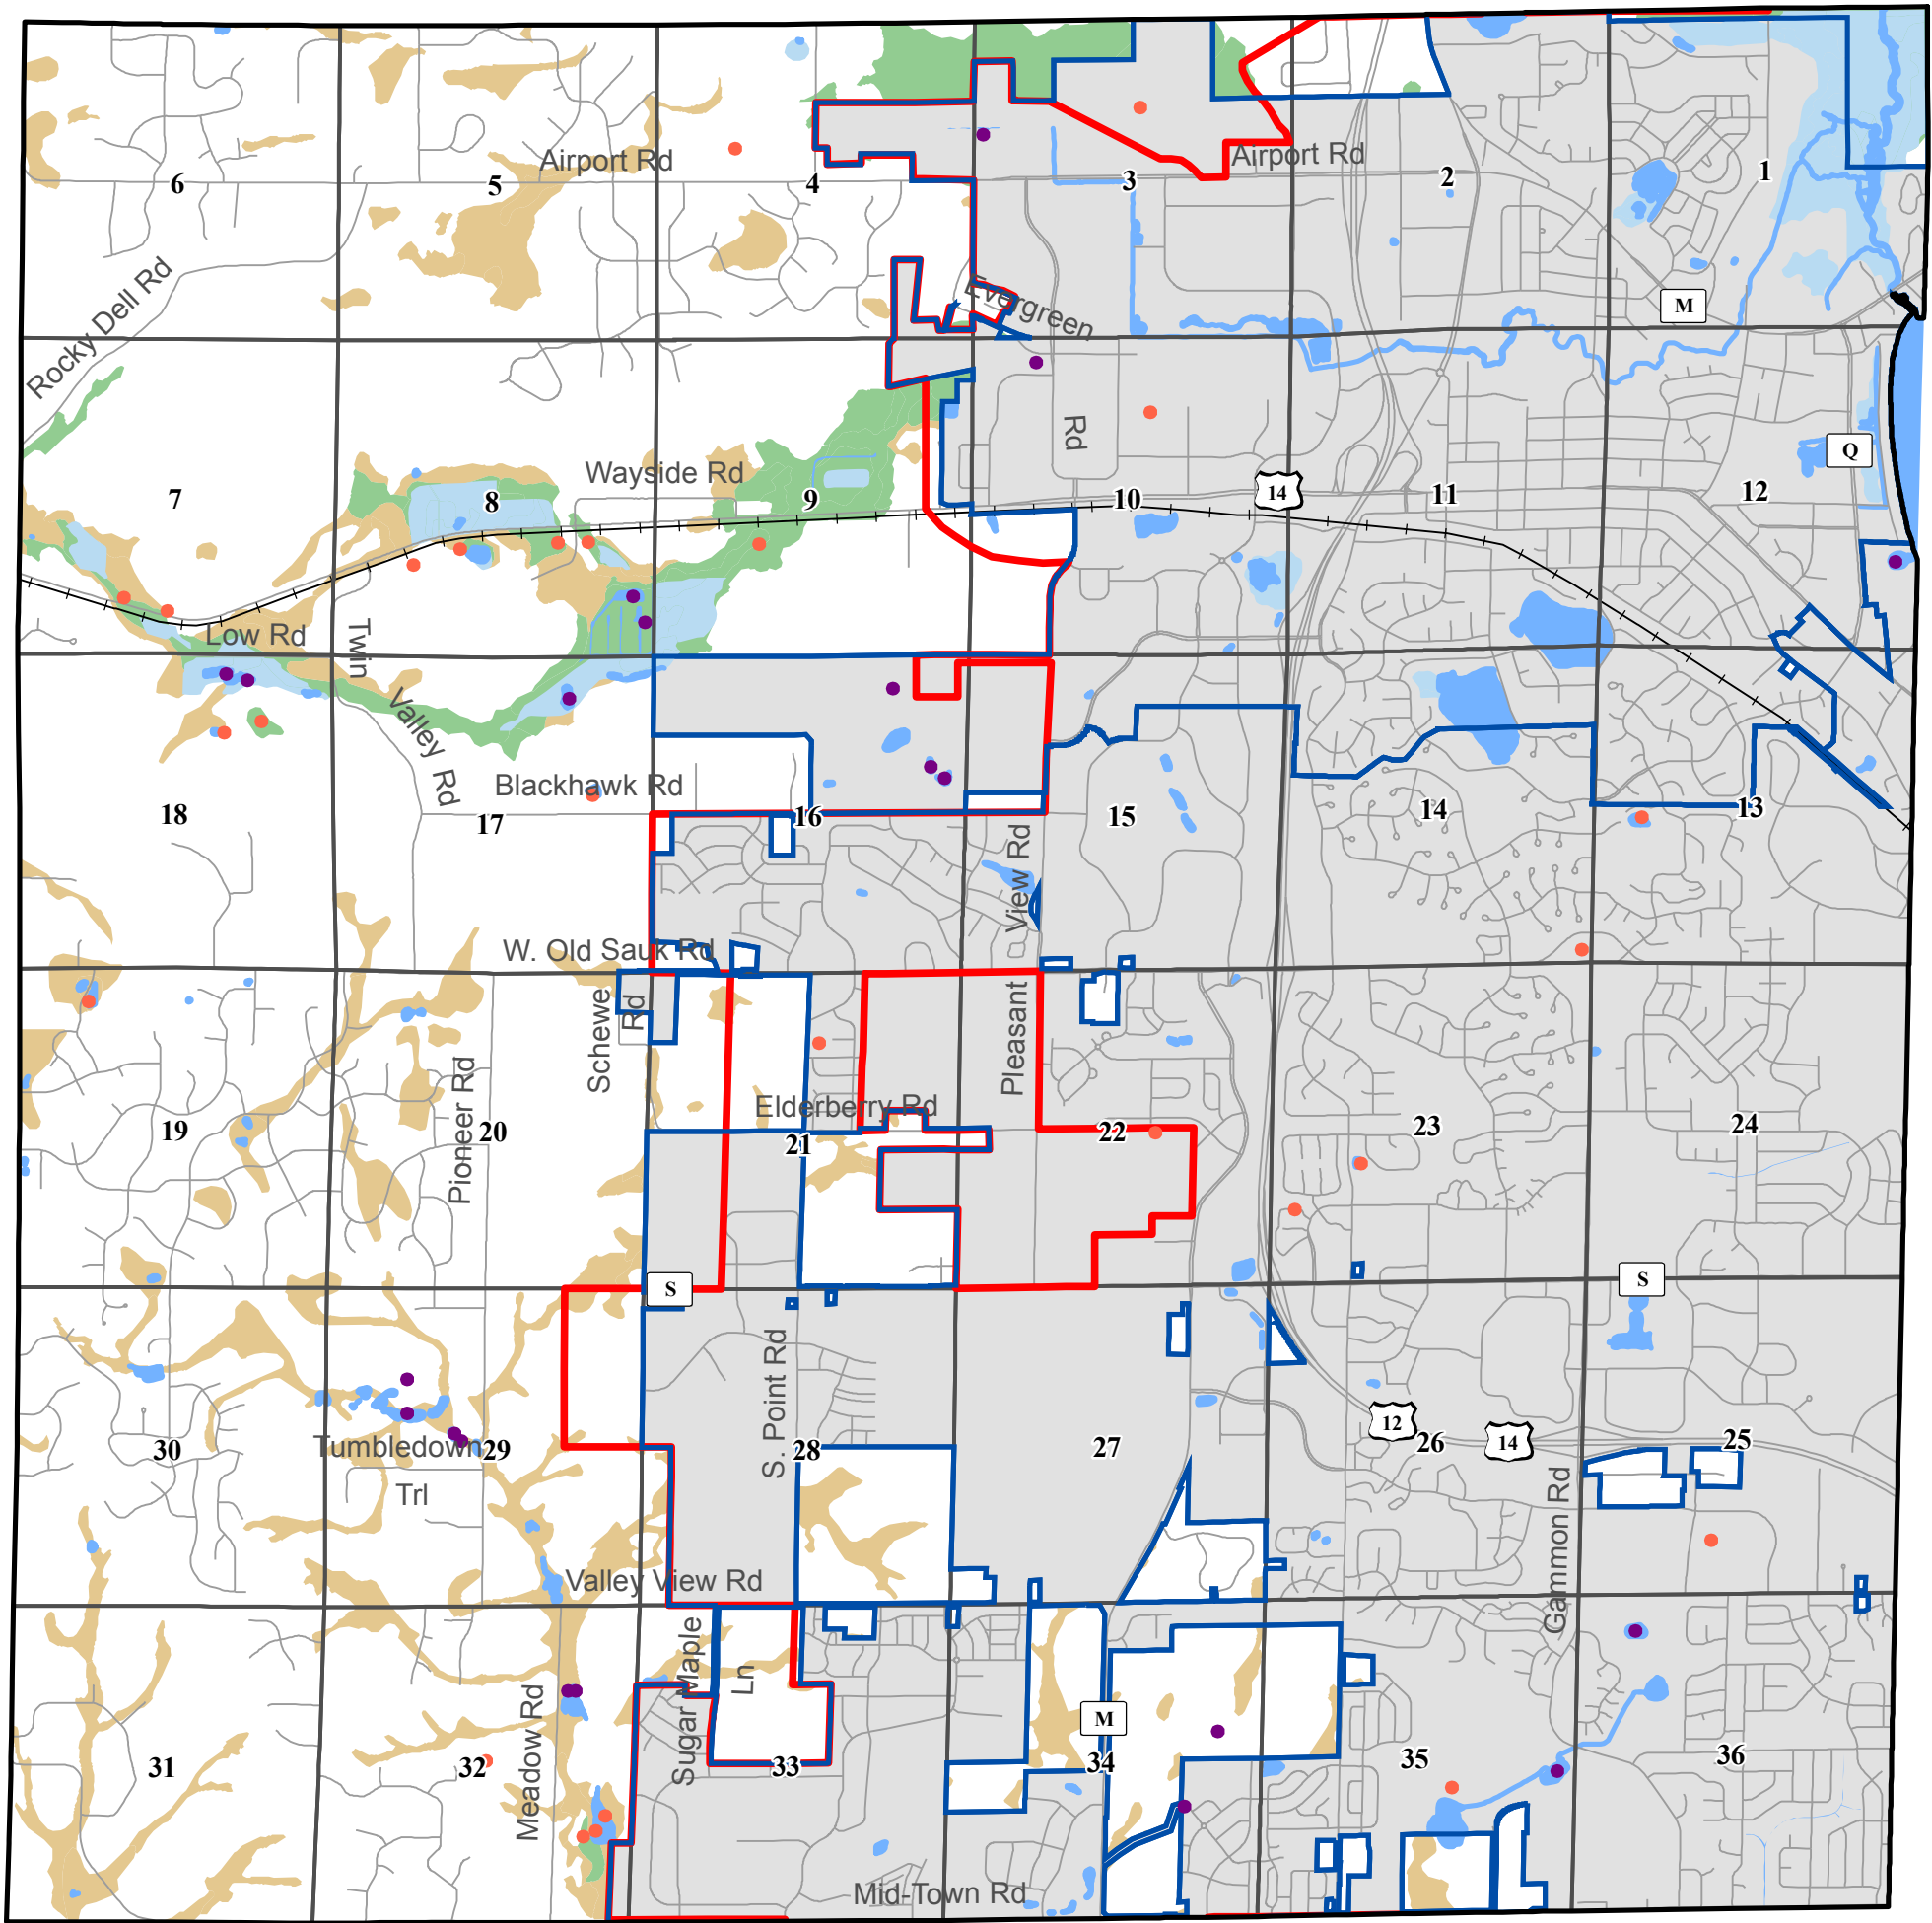 Airport Rd
Airport Rd
6
5
4
3
2
1
Rocky Dell Rd
Evergreen
Rd
M
Wayside Rd
Q
7
8
9
10
14
11
12
Low Rd
Twin
Valley Rd
Blackhawk Rd
18
17
16
15
14
13
View Rd
W. Old Sauk Rd
Schewe
Rd
Pleasant
Pioneer Rd
Elderberry Rd
19
20
21
22
23
24
S
S
S. Point Rd
12
14
30
Tumbledown
Trl
29
28
27
26
25
Gammon Rd
Valley View Rd
Sugar Maple
Ln
Meadow Rd
M
31
32
33
34
35
36
Mid-Town Rd